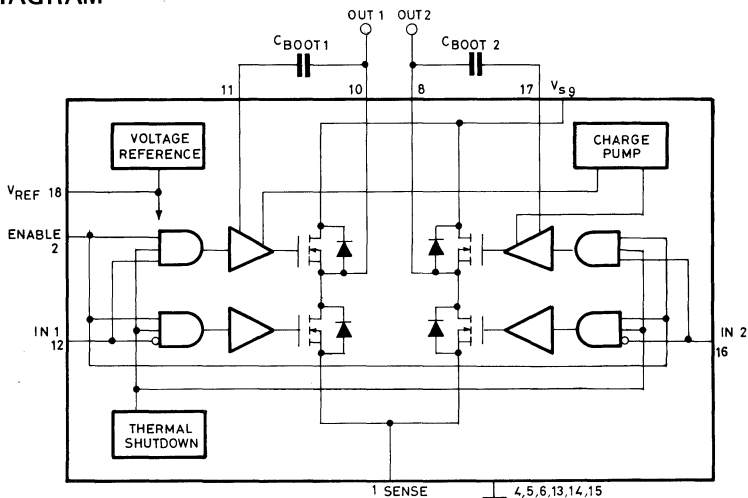 OUT 1 OUT 2
CBOOT 1 CBOOT 2
11 10 8 17 VS 9
VOLTAGE
REFERENCE
CHARGE
PUMP
VREF 18
ENABLE
2
IN 1
12
IN 2
16
THERMAL
SHUTDOWN
1 SENSE 4,5,6,13,14,15